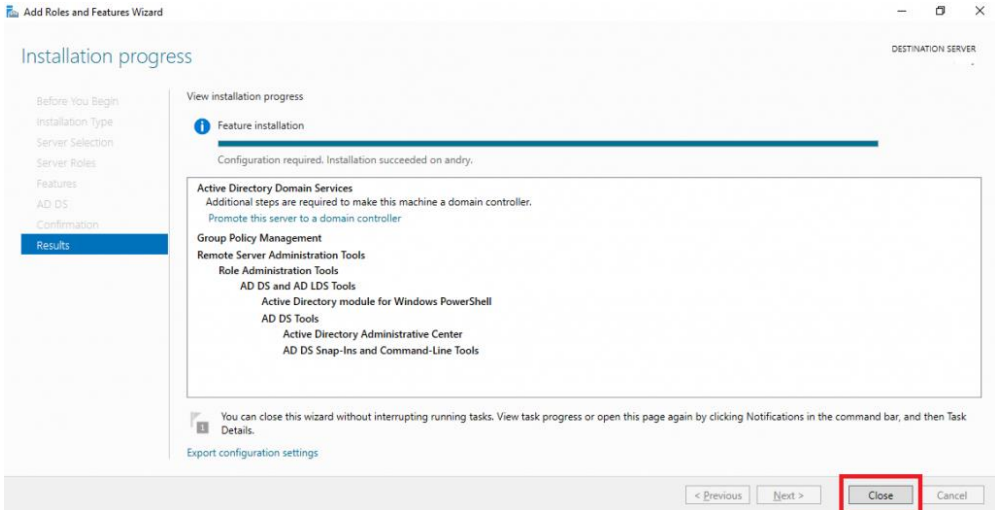 Add Roles and Features Wizard
Installation progress
DESTINATION SERVER
Before You Begin
Installation Type
Server Selection
Server Roles
Features
AD DS
Confirmation
Results
View installation progress
Feature installation
Configuration required. Installation succeeded on andry.
Active Directory Domain Services
Additional steps are required to make this machine a domain controller.
Promote this server to a domain controller
Group Policy Management
Remote Server Administration Tools
Role Administration Tools
AD DS and AD LDS Tools
Active Directory module for Windows PowerShell
AD DS Tools
Active Directory Administrative Center
AD DS Snap-Ins and Command-Line Tools
1
You can close this wizard without interrupting running tasks. View task progress or open this page again by clicking Notifications in the command bar, and then Task
Details.
Export configuration settings
< Previous Next > Close Cancel